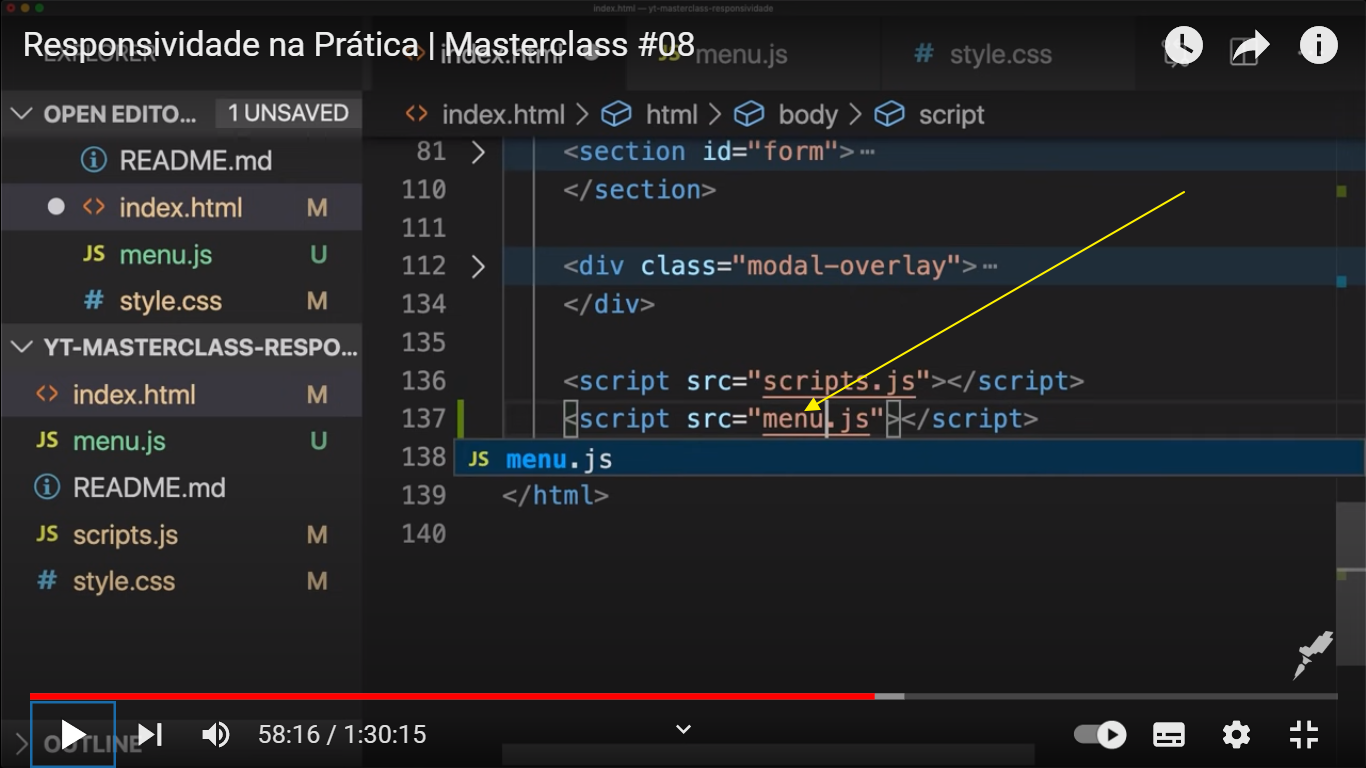 index.html — yt-masterclass-responsividade
Responsividade na Prática | Masterclass #08
EXPLORER
index.html
JS menu.js
# style.css
OPEN EDITO... 1 UNSAVED
README.md
<> index.html M
JS menu.js U
# style.css M
YT-MASTERCLASS-RESPO...
<> index.html M
JS menu.js U
README.md
JS scripts.js M
# style.css M
OUTLINE
<> index.html > html > body > script
81 > <section id="form">⋯
110 </section>
111
112 > <div class="modal-overlay">⋯
134 </div>
135
136 <script src="scripts.js"></script>
137 <script src="menu.js"></script>
138 JS menu.js
139 </html>
140
58:16 / 1:30:15